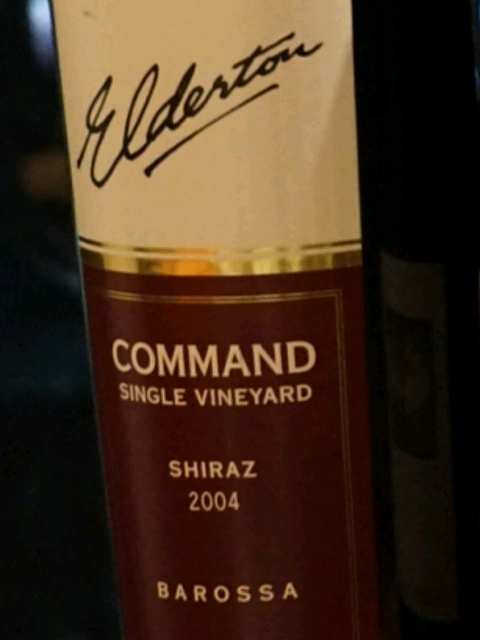 Elderton
COMMAND
SINGLE VINEYARD
SHIRAZ
2004
BAROSSA